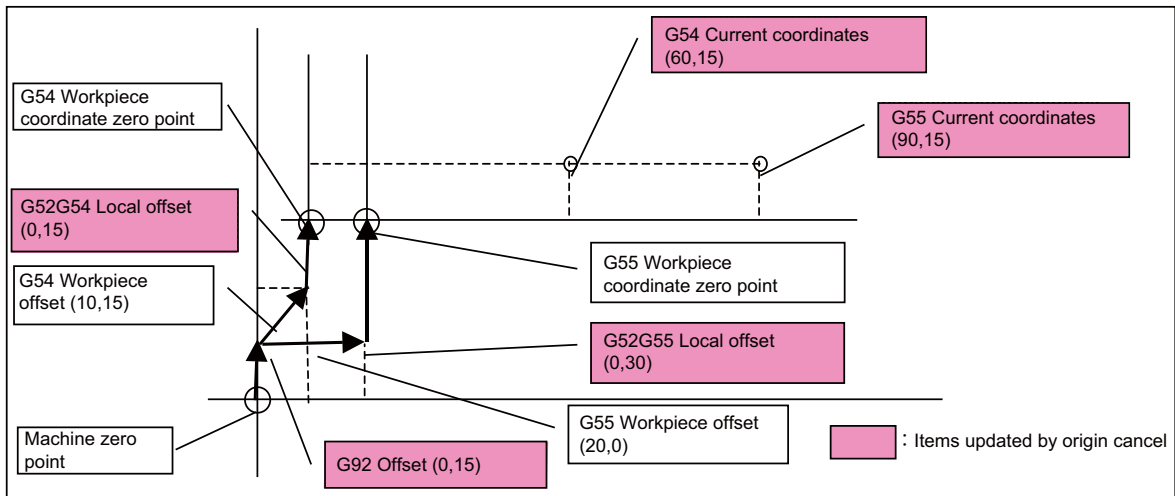 G54 Current coordinates
(60,15)
G54 Workpiece
coordinate zero point
G55 Current coordinates
(90,15)
G52G54 Local offset
(0,15)
G54 Workpiece
offset (10,15)
G55 Workpiece
coordinate zero point
G52G55 Local offset
(0,30)
Machine zero
point
G92 Offset (0,15)
G55 Workpiece offset
(20,0)
: Items updated by origin cancel